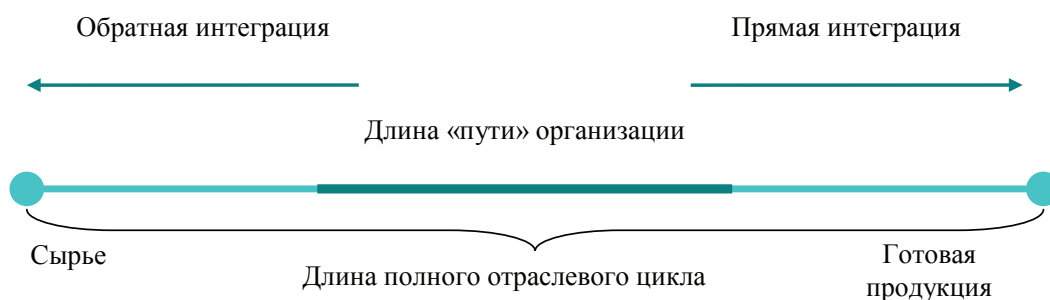 Обратная интеграция
Прямая интеграция
Длина «пути» организации
Сырье
Длина полного отраслевого цикла
Готовая
продукция